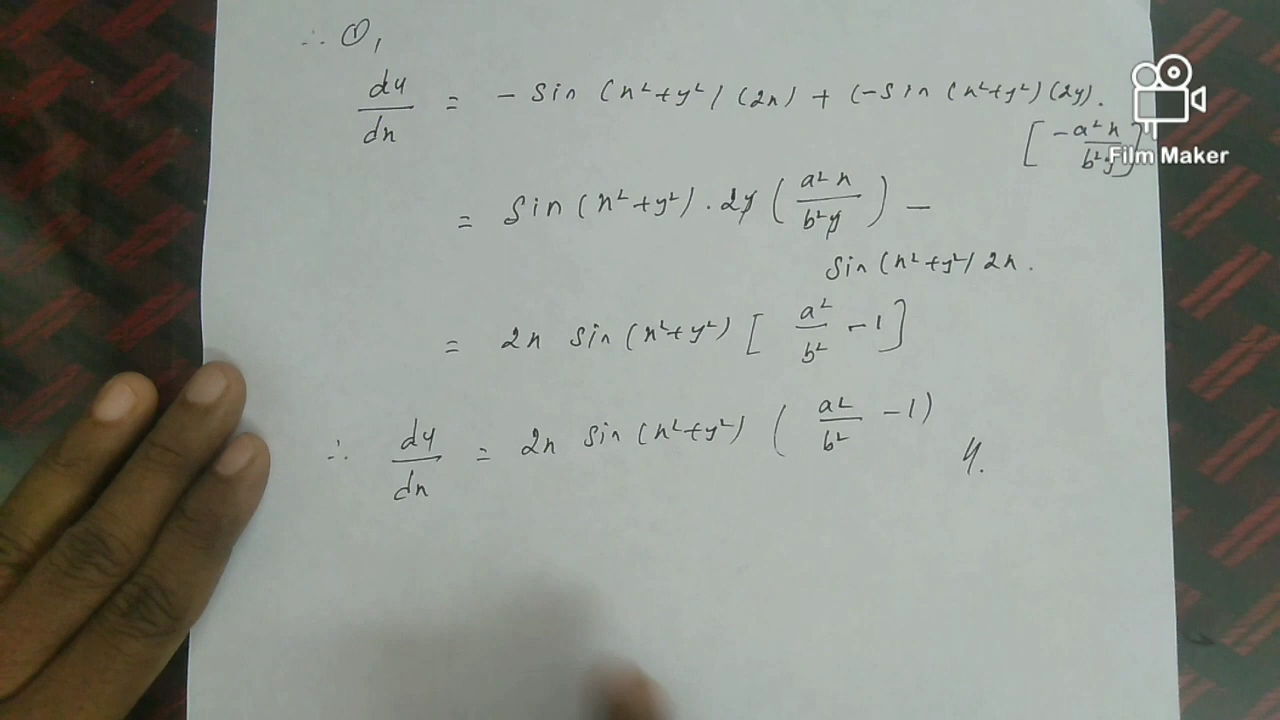 ∴ ①,
du/dx = - sin (x²+y²) (2x) + (-sin (x²+y²) (2y).
[-a²x/b²y]
= sin (x²+y²) . 2y (a²x/b²y) -
sin (x²+y²) 2x.
= 2x sin (x²+y²) [a²/b² - 1]
∴ du/dx = 2x sin (x²+y²) (a²/b² - 1)
Film Maker